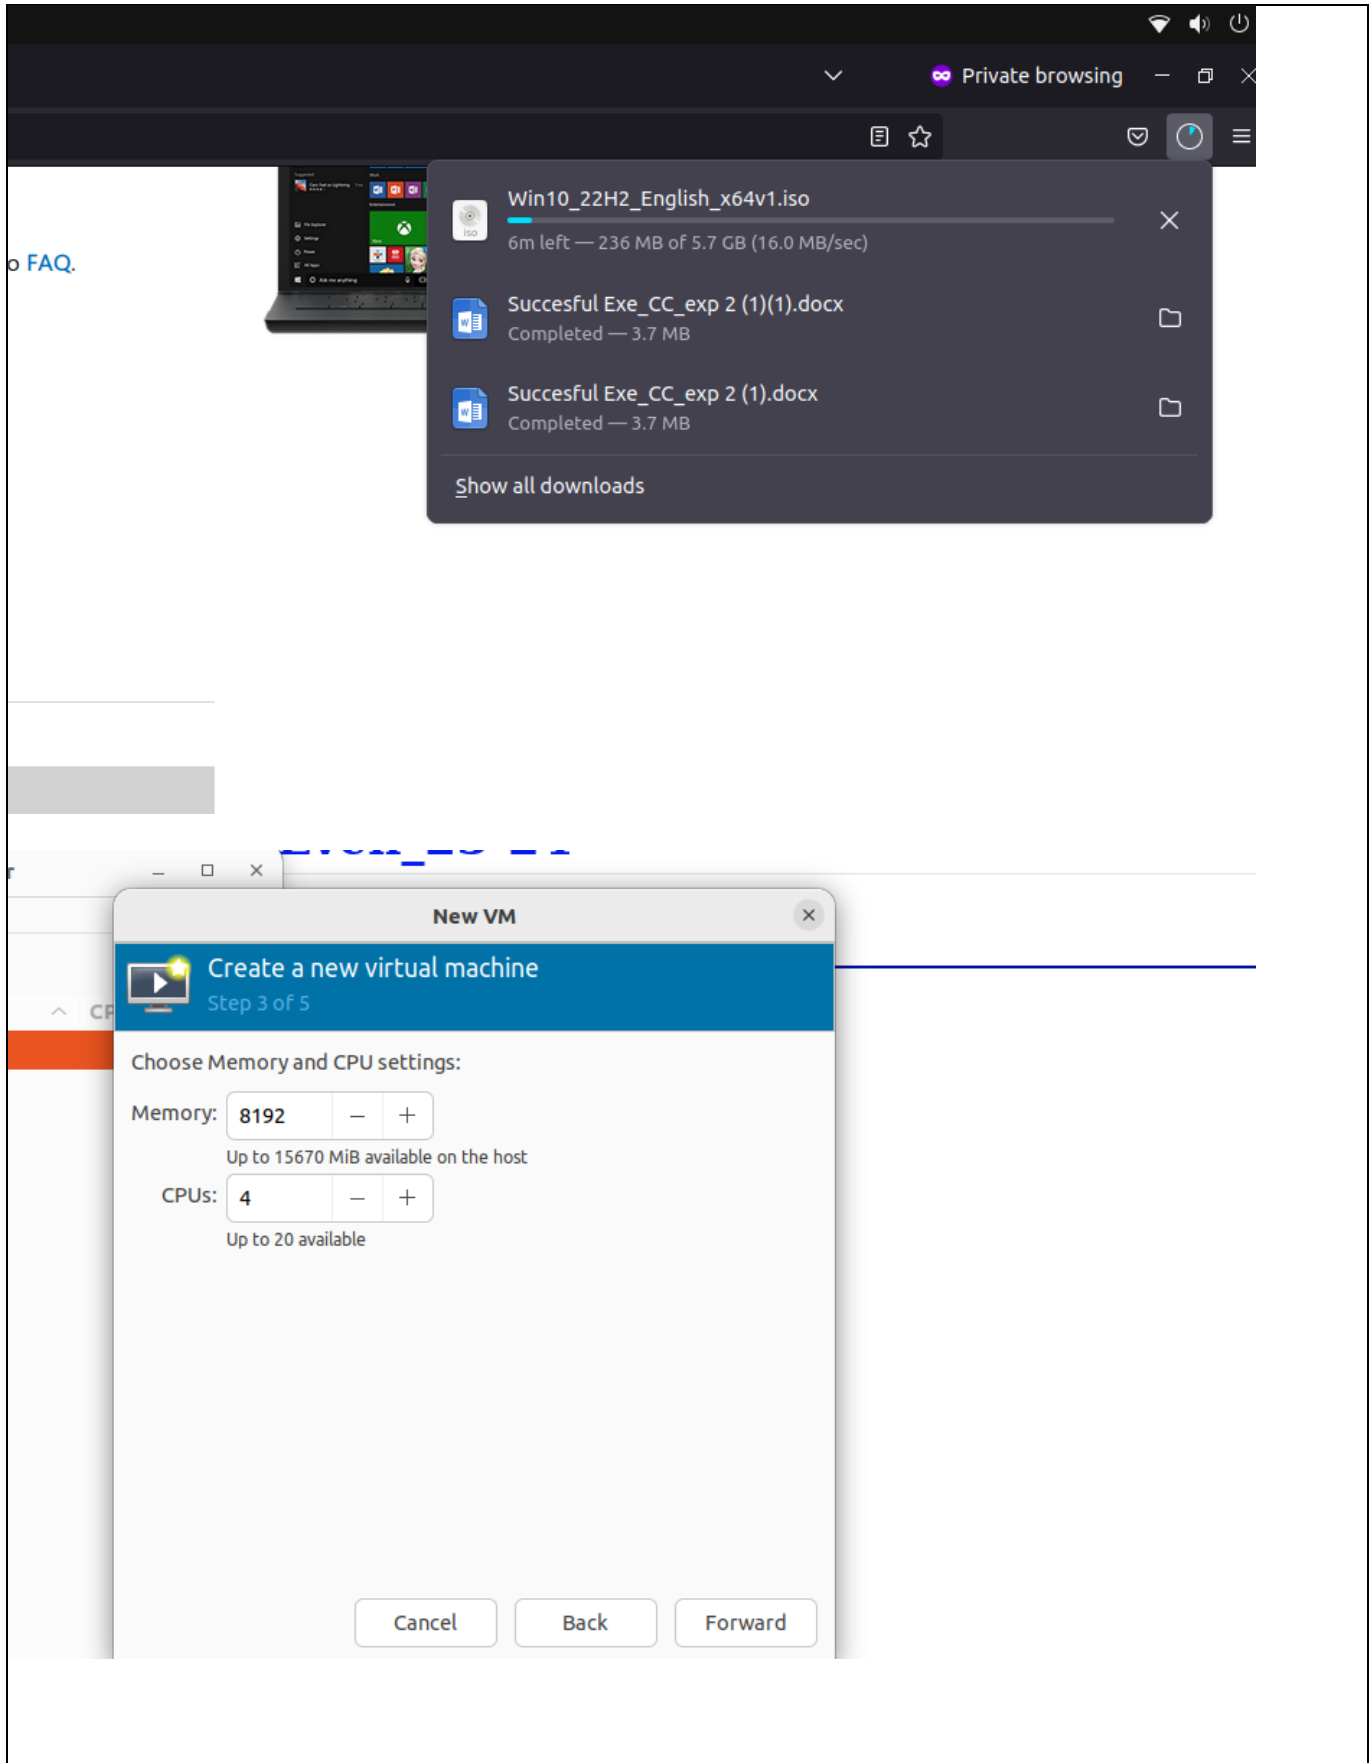 Private browsing
Win10_22H2_English_x64v1.iso
6m left — 236 MB of 5.7 GB (16.0 MB/sec)
o FAQ.
Succesful Exe_CC_exp 2 (1)(1).docx
Completed — 3.7 MB
Succesful Exe_CC_exp 2 (1).docx
Completed — 3.7 MB
Show all downloads
New VM
Create a new virtual machine
Step 3 of 5
CP
Choose Memory and CPU settings:
Memory: 8192
Up to 15670 MiB available on the host
CPUs: 4
Up to 20 available
Cancel Back Forward